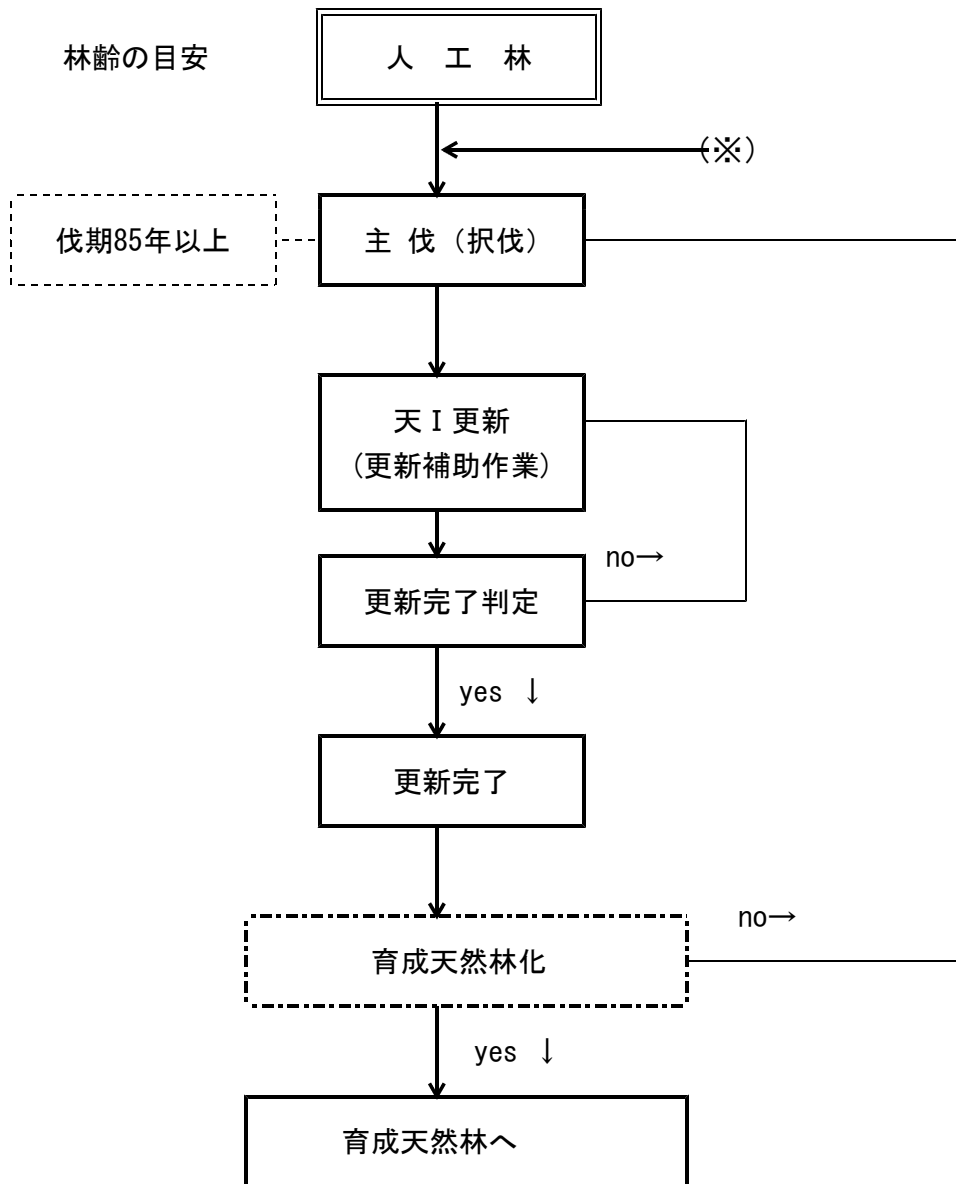 林齢の目安
人 工 林
(※)
伐期85年以上
主 伐（択伐）
天Ⅰ更新
(更新補助作業)
no→
更新完了判定
yes ↓
更新完了
no→
育成天然林化
yes ↓
育成天然林へ